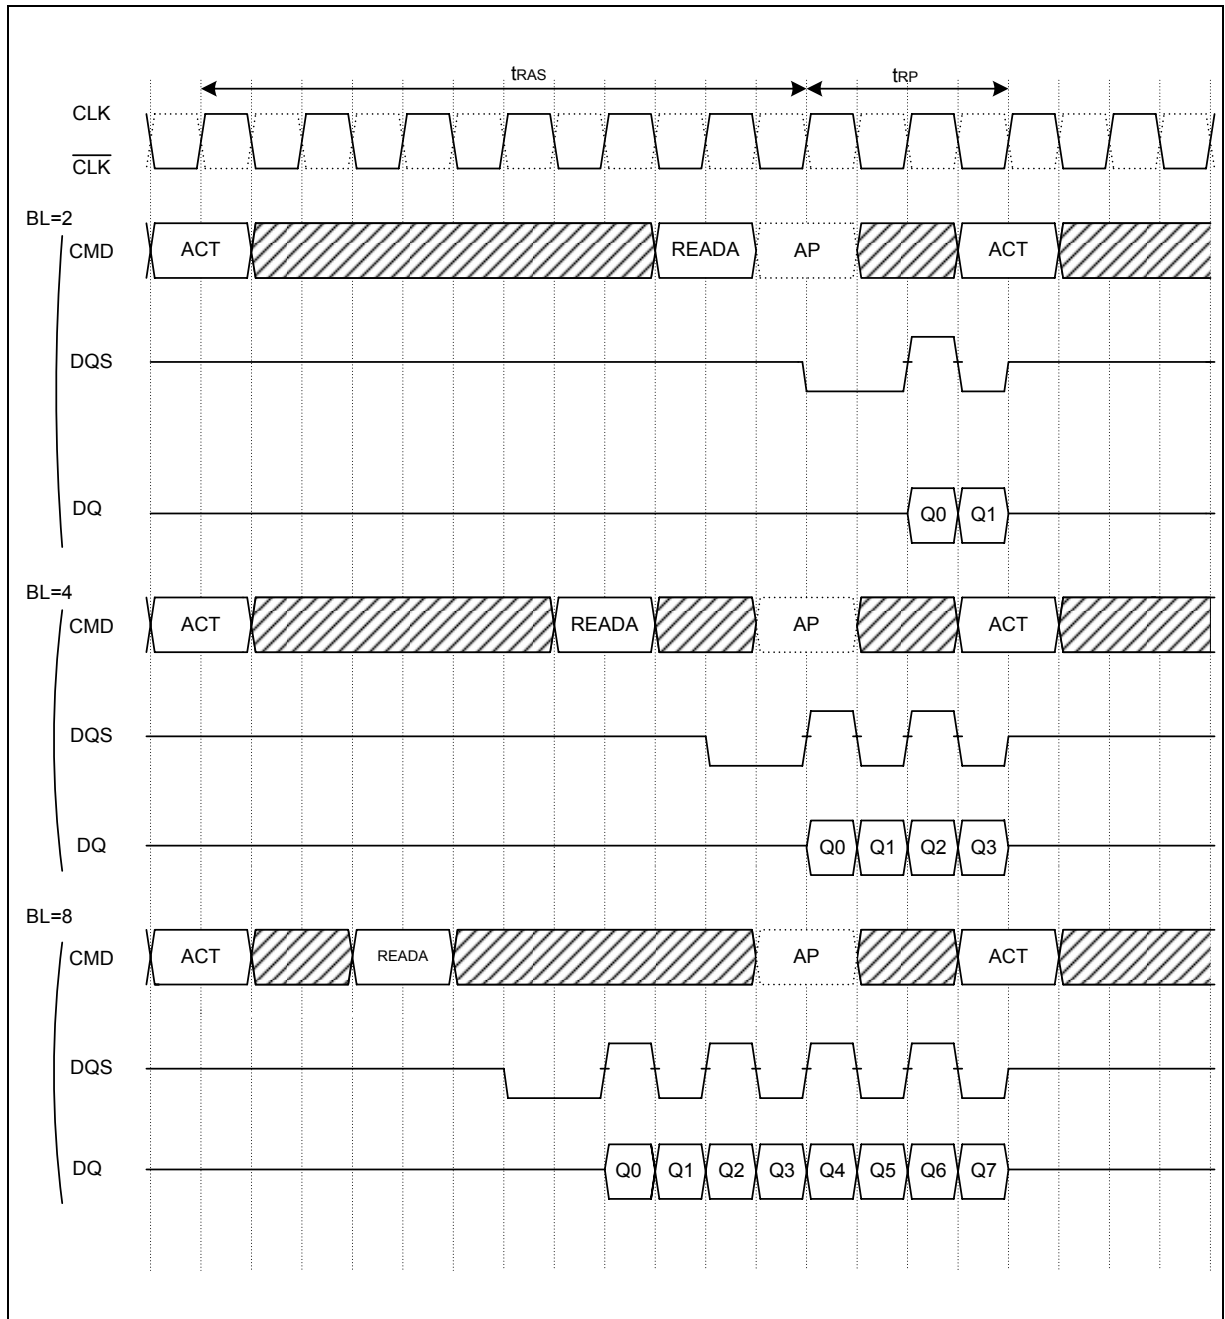 tRAS tRP
CLK
CLK
BL=2
CMD ACT READA AP ACT
DQS
DQ Q0 Q1
BL=4
CMD ACT READA AP ACT
DQS
DQ Q0 Q1 Q2 Q3
BL=8
CMD ACT READA AP ACT
DQS
DQ Q0 Q1 Q2 Q3 Q4 Q5 Q6 Q7